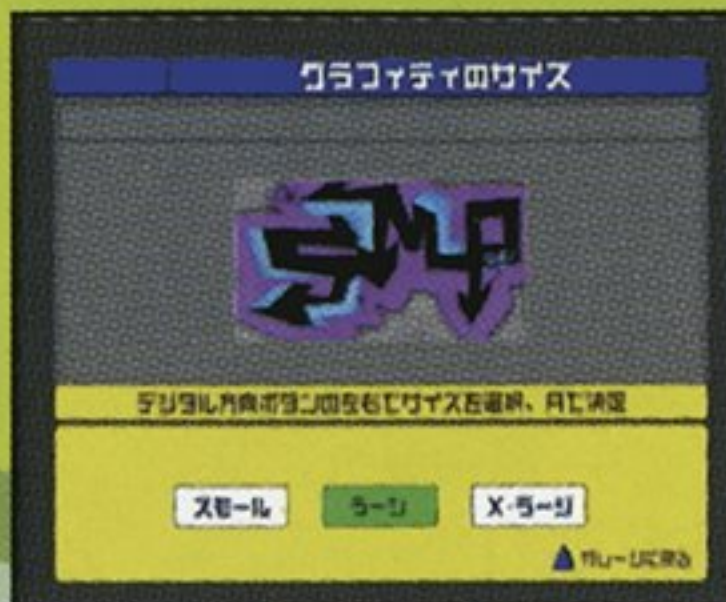 グラフィティのサイズ
デジタル方向ボタンの左右でサイズを選択、Aで決定
スモール
ラージ
X-ラージ
ガレージに戻る